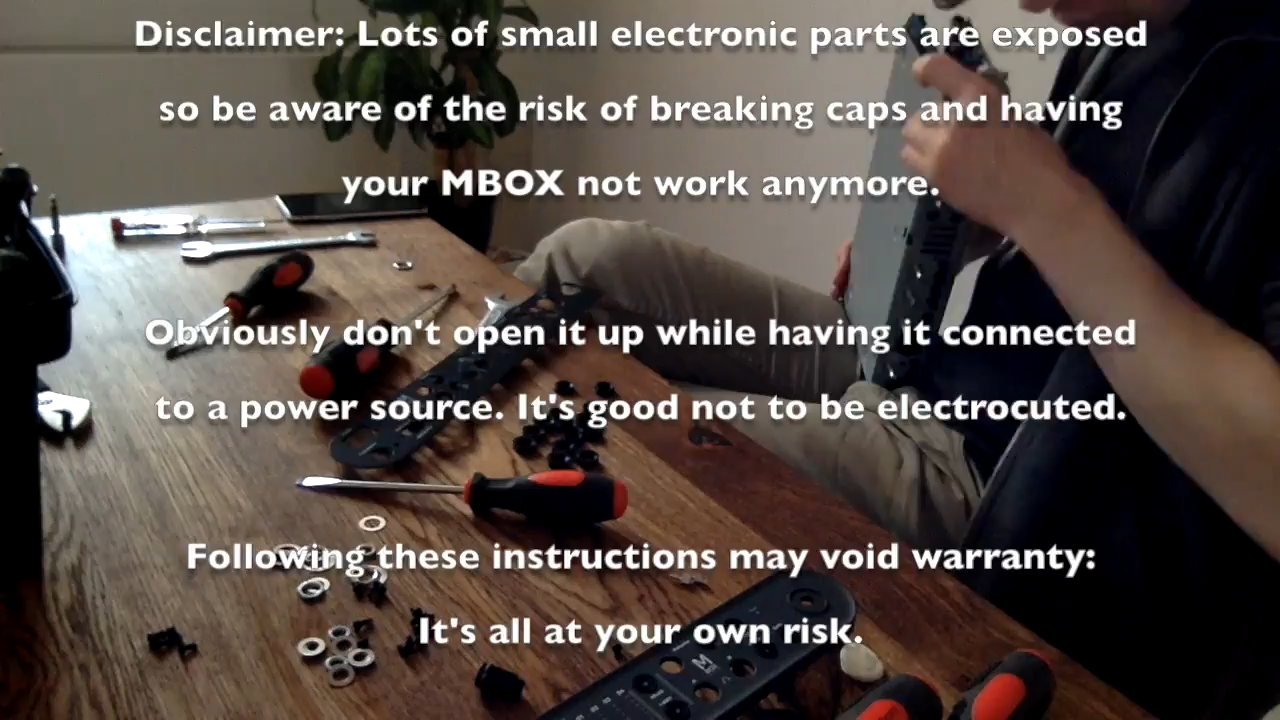 Disclaimer: Lots of small electronic parts are exposed
so be aware of the risk of breaking caps and having
your MBOX not work anymore.
Obviously don't open it up while having it connected
to a power source. It's good not to be electrocuted.
Following these instructions may void warranty:
It's all at your own risk.